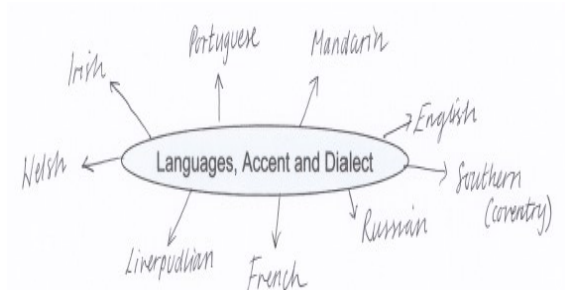 Portuguese
Mandarin
Irish
English
Welsh
Languages, Accent and Dialect
Southern
(coventry)
Russian
Liverpudlian
French